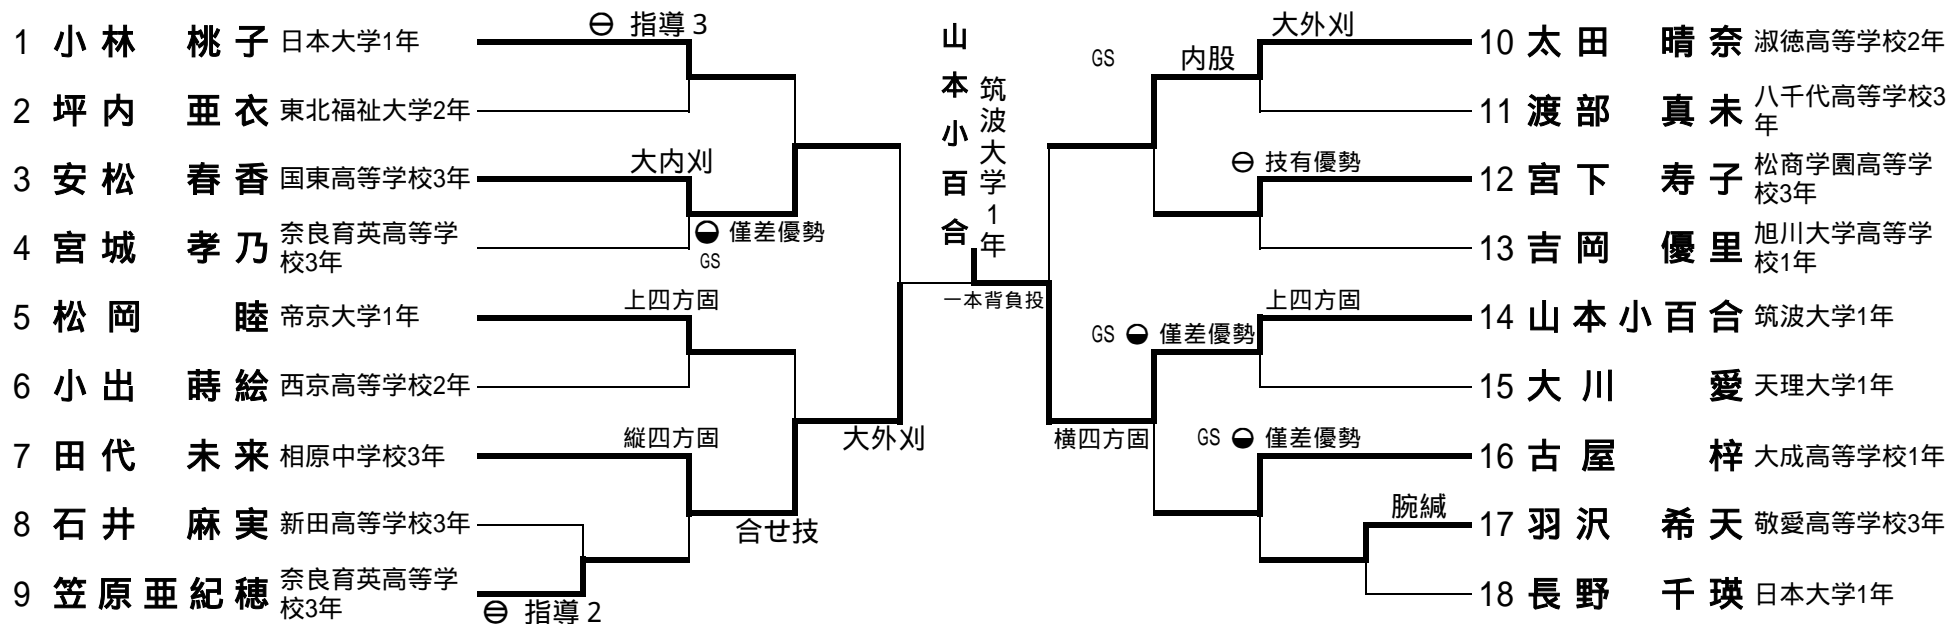 ⊖ 指導３
1 小林 桃子 日本大学1年
2 坪内 亜衣 東北福祉大学2年
大内刈
3 安松 春香 国東高等学校3年
僅差優勢
GS
4 宮城 孝乃 奈良育英高等学
校3年
上四方固
5 松岡 睦 帝京大学1年
6 小出 蒔絵 西京高等学校2年
大外刈
縦四方固
7 田代 未来 相原中学校3年
8 石井 麻実 新田高等学校3年
合せ技
9 笠原亜紀穂 奈良育英高等学
校3年
指導２
山本小百合
筑波大学1年
一本背負投
大外刈
10 太田 晴奈 淑徳高等学校2年
GS 内股
11 渡部 真未 八千代高等学校3
年
⊖ 技有優勢
12 宮下 寿子 松商学園高等学
校3年
13 吉岡 優里 旭川大学高等学
校1年
上四方固
14 山本小百合 筑波大学1年
GS 僅差優勢
15 大川 愛 天理大学1年
横四方固
GS 僅差優勢
16 古屋 梓 大成高等学校1年
腕緘
17 羽沢 希天 敬愛高等学校3年
18 長野 千瑛 日本大学1年